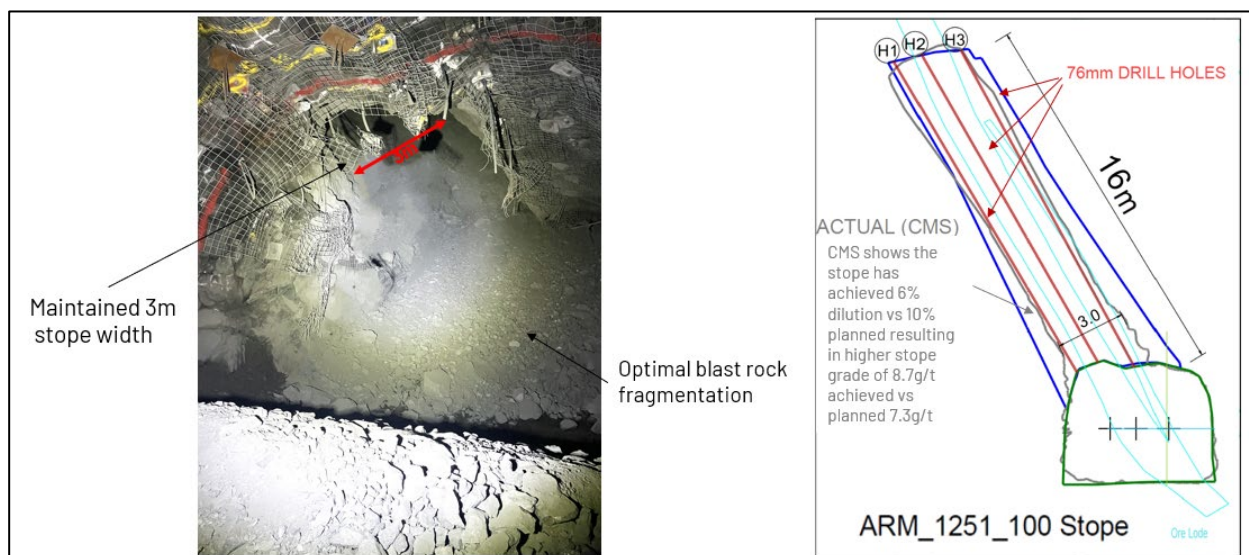 Maintained 3m
stope width
3m
Optimal blast rock
fragmentation
H1
H2
H3
76mm DRILL HOLES
16m
ACTUAL (CMS)
CMS shows the
stope has
achieved 6%
dilution vs 10%
planned resulting
in higher stope
grade of 8.7g/t
achieved vs
planned 7.3g/t
3.0
ARM_1251_100 Stope
Ore Lode